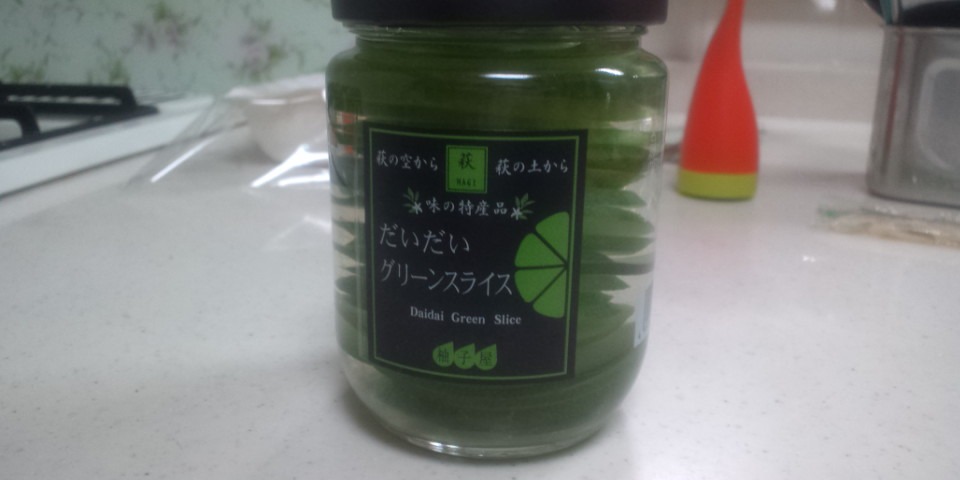 萩の空から
萩
HAGI
萩の土から
味の特産品
だいだい
グリーンスライス
Daidai Green Slice
柚子屋